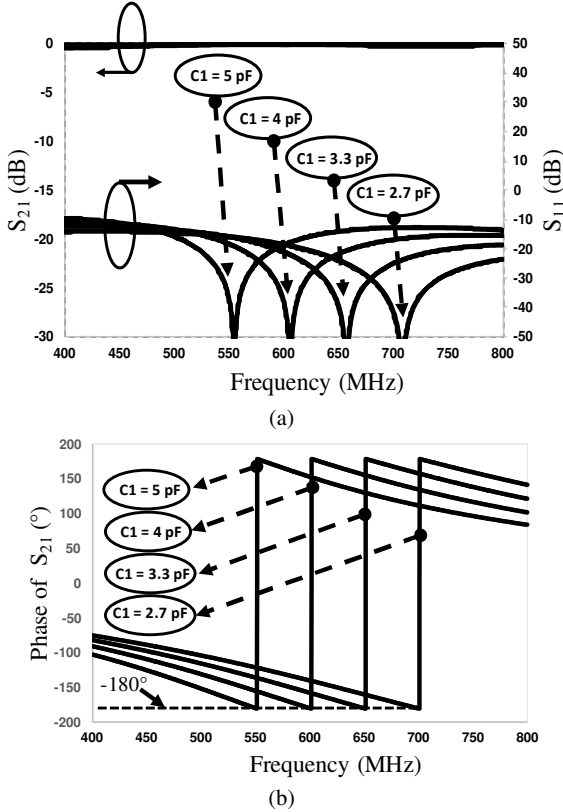 0
-5
-10
-15
-20
-25
-30
S21 (dB)
50
40
30
20
10
0
-10
-20
-30
-40
-50
S11 (dB)
C1 = 5 pF
C1 = 4 pF
C1 = 3.3 pF
C1 = 2.7 pF
400 450 500 550 600 650 700 750 800
Frequency (MHz)
(a)
200
150
100
50
0
-50
-100
-150
-200
Phase of S21 (°)
C1 = 5 pF
C1 = 4 pF
C1 = 3.3 pF
C1 = 2.7 pF
-180°
400 450 500 550 600 650 700 750 800
Frequency (MHz)
(b)